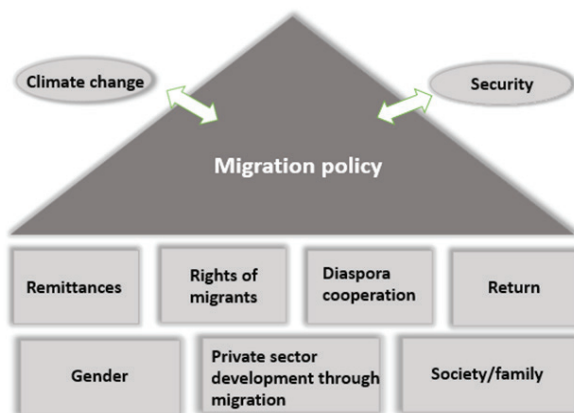 Climate change
Security
Migration policy
Remittances
Rights of
migrants
Diaspora
cooperation
Return
Gender
Private sector
development through
migration
Society/family